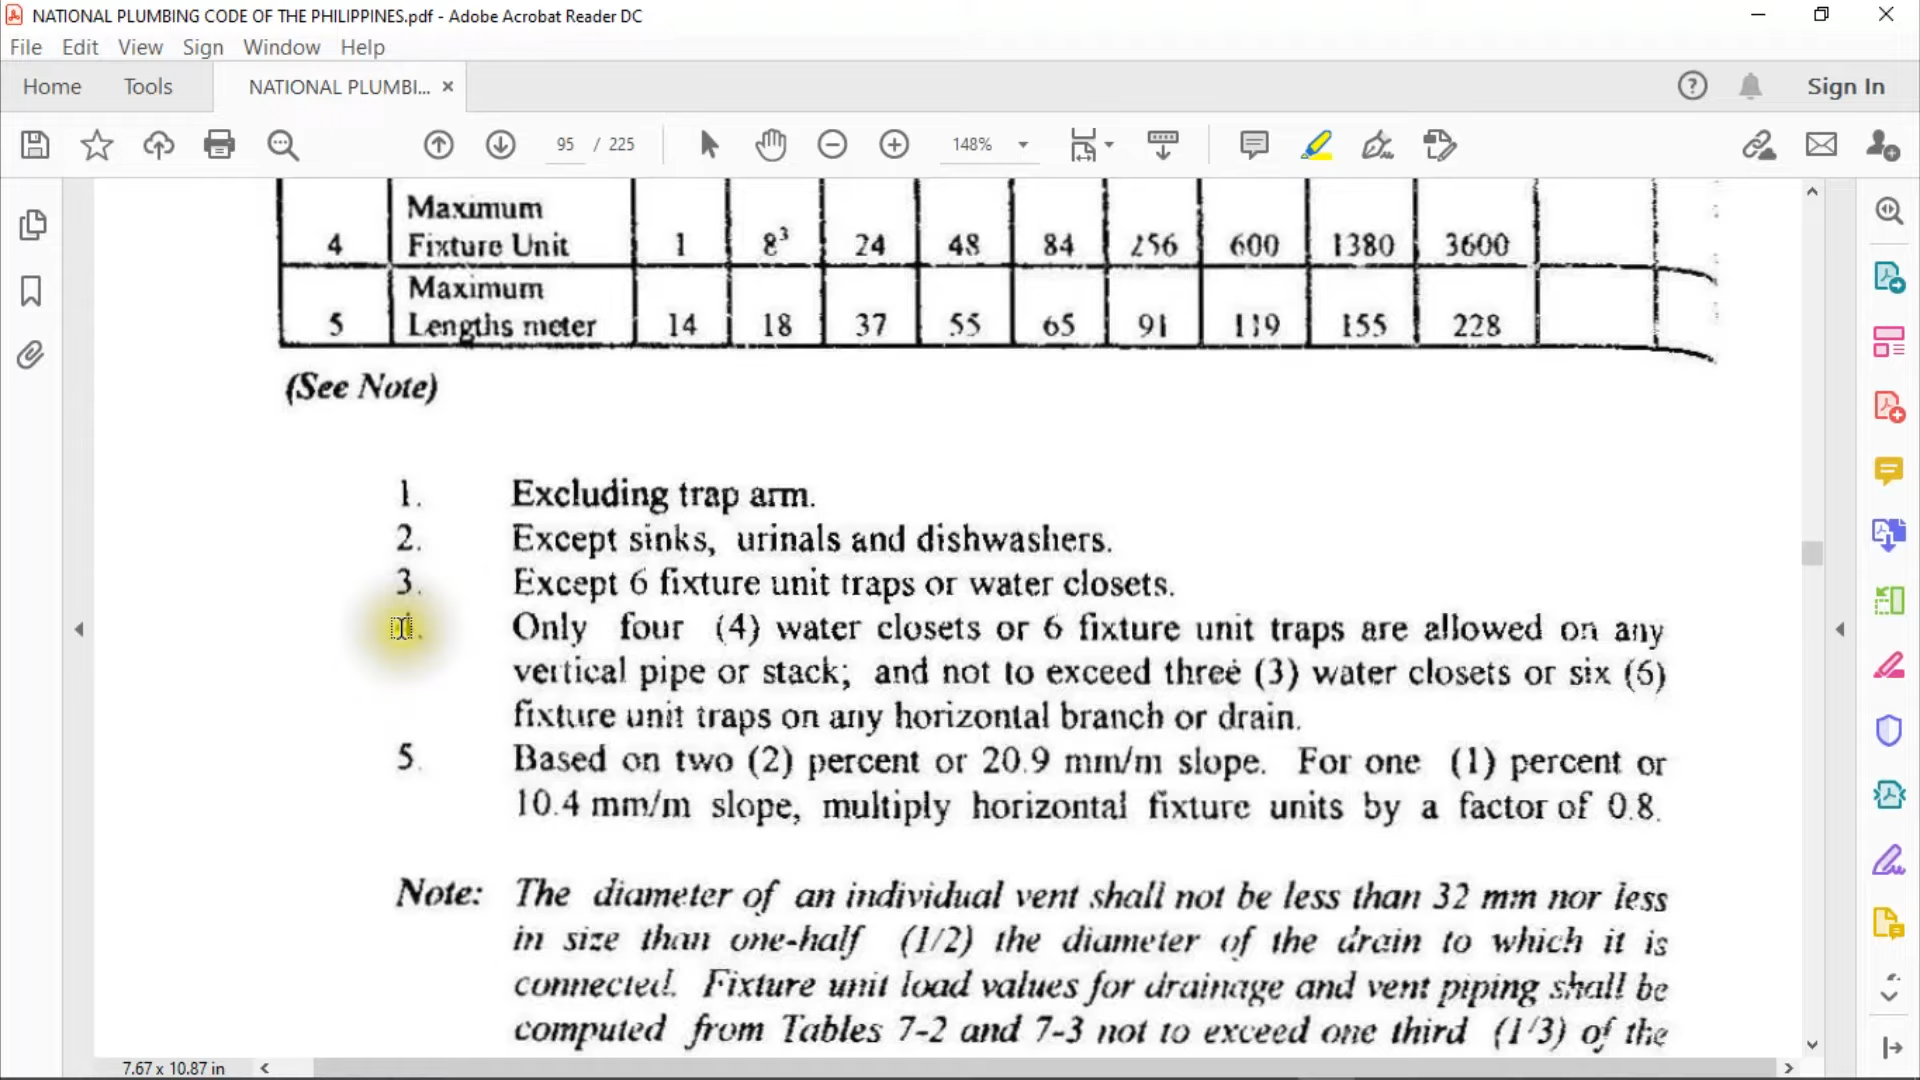 NATIONAL PLUMBING CODE OF THE PHILIPPINES.pdf - Adobe Acrobat Reader DC
File Edit View Sign Window Help
Home Tools NATIONAL PLUMBI... × Sign In
95 / 225 148%
Maximum
4 Fixture Unit 1 8³ 24 48 84 256 600 1380 3600
Maximum
5 Lengths meter 14 18 37 55 65 91 119 155 228
(See Note)
1. Excluding trap arm.
2. Except sinks, urinals and dishwashers.
3. Except 6 fixture unit traps or water closets.
Only four (4) water closets or 6 fixture unit traps are allowed on any
vertical pipe or stack; and not to exceed three (3) water closets or six (6)
fixture unit traps on any horizontal branch or drain.
5. Based on two (2) percent or 20.9 mm/m slope. For one (1) percent or
10.4 mm/m slope, multiply horizontal fixture units by a factor of 0.8.
Note: The diameter of an individual vent shall not be less than 32 mm nor less
in size than one-half (1/2) the diameter of the drain to which it is
connected. Fixture unit load values for drainage and vent piping shall be
computed from Tables 7-2 and 7-3 not to exceed one third (1/3) of the
7.67 x 10.87 in